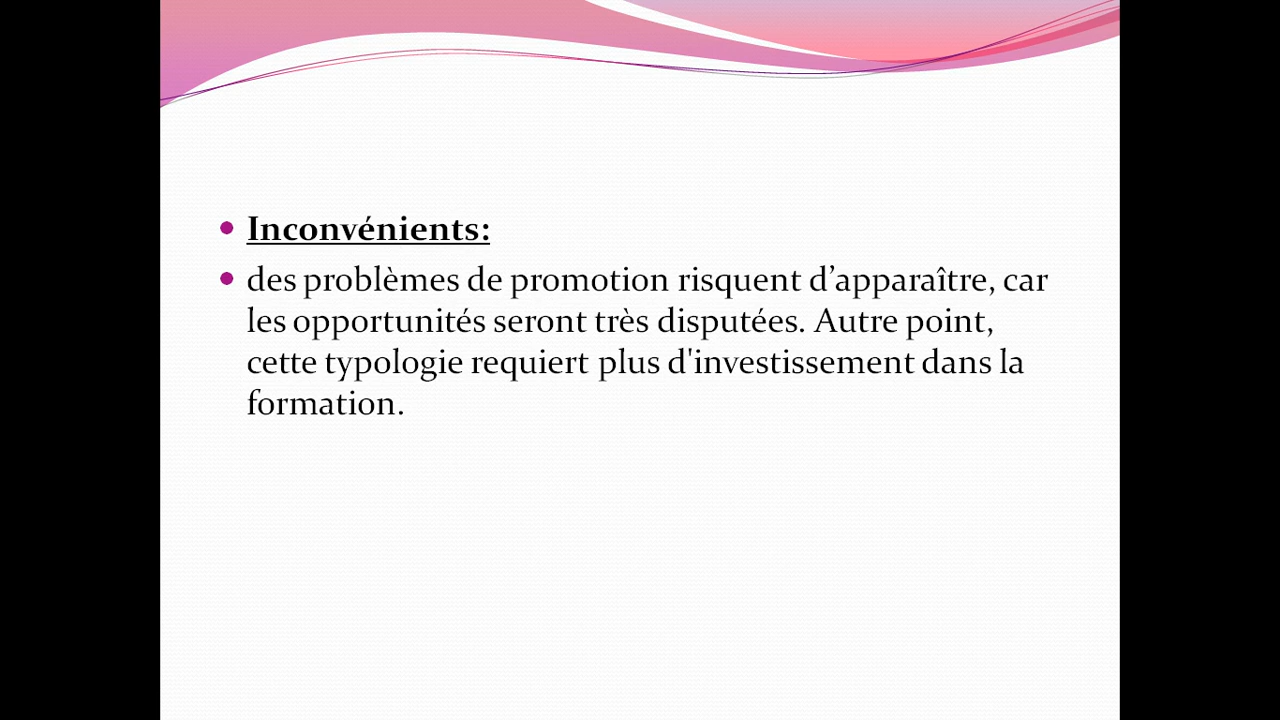 Inconvénients:
des problèmes de promotion risquent d’apparaître, car
les opportunités seront très disputées. Autre point,
cette typologie requiert plus d'investissement dans la
formation.